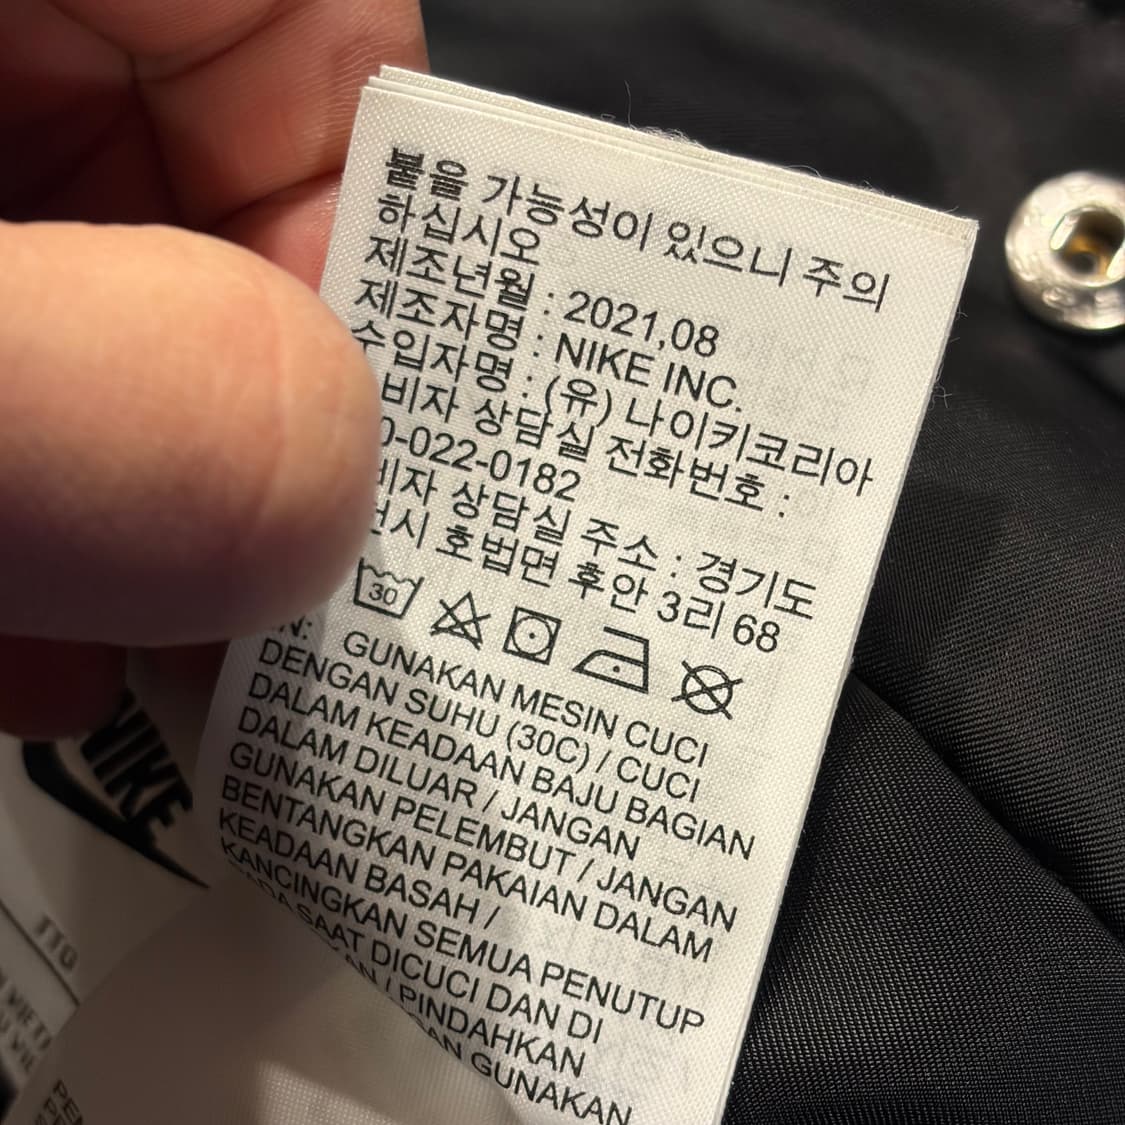 붙을 가능성이 있으니 주의
하십시오
제조년월 : 2021,08
제조자명 : NIKE INC.
수입자명 : (유) 나이키코리아
비자 상담실 전화번호 :
0-022-0182
비자 상담실 주소 : 경기도
천시 호법면 후안 3리 68
30
N: GUNAKAN MESIN CUCI
DENGAN SUHU (30C) / CUCI
DALAM KEADAAN BAJU BAGIAN
DALAM DILUAR / JANGAN
GUNAKAN PELEMBUT / JANGAN
BENTANGKAN PAKAIAN DALAM
KEADAAN BASAH /
KANCINGKAN SEMUA PENUTUP
PADA SAAT DICUCI DAN DI
AN / PINDAHKAN
GUNAKAN
NIKE